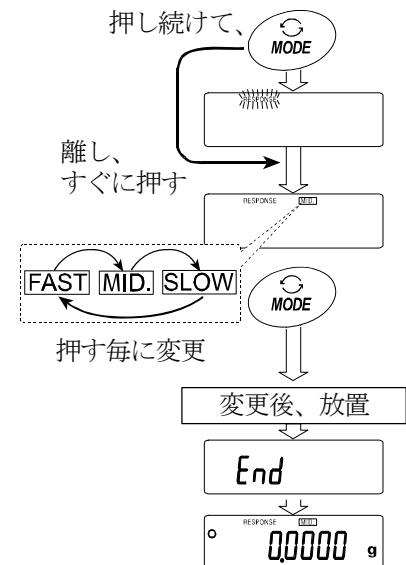 押し続けて、
MODE
RESPONSE
離し、
すぐに押す
RESPONSE MID.
FAST MID. SLOW
MODE
押す毎に変更
変更後、放置
End
RESPONSE MID.
0.0000 g